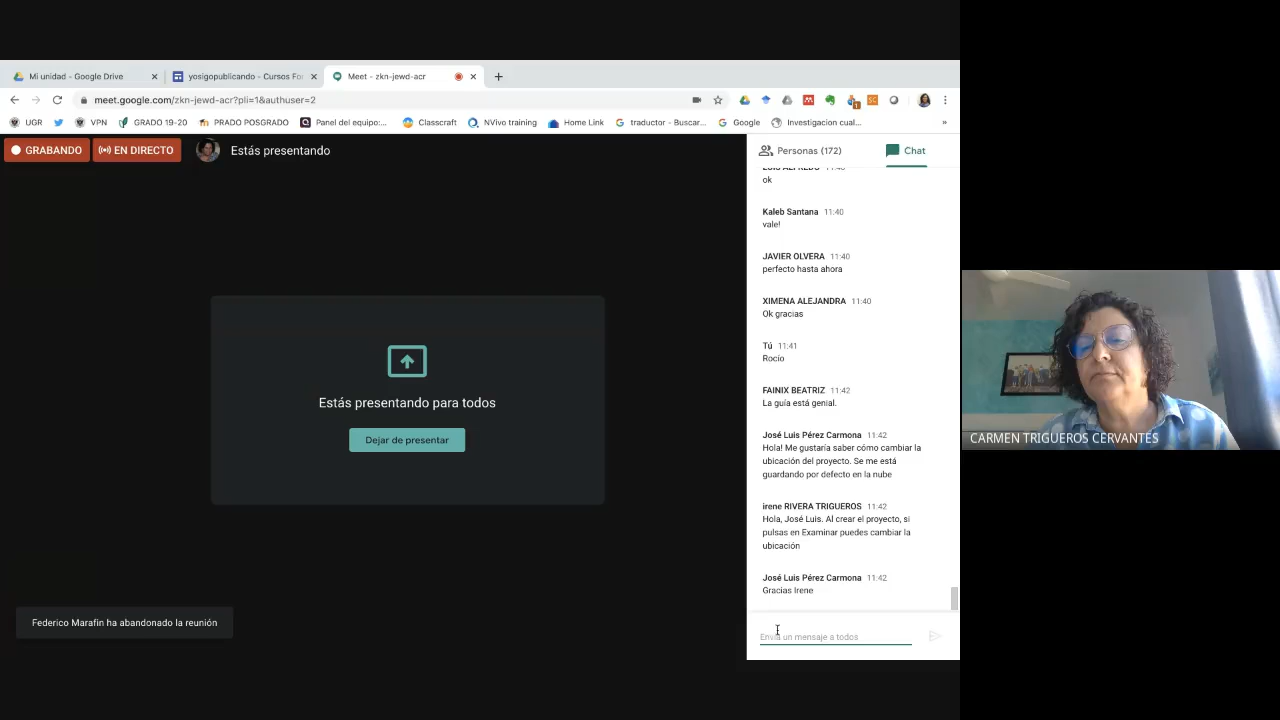 Mi unidad - Google Drive
yosigopublicando - Cursos For
Meet - zkn-jewd-acr
meet.google.com/zkn-jewd-acr?pli=1&authuser=2
UGR
VPN
GRADO 19-20
PRADO POSGRADO
Panel del equipo:...
Classcraft
NVivo training
Home Link
traductor - Buscar...
Google
Investigacion cual...
GRABANDO
EN DIRECTO
Estás presentando
Personas (172)
Chat
LUIS ALFREDO 11:40
ok
Kaleb Santana 11:40
vale!
JAVIER OLVERA 11:40
perfecto hasta ahora
XIMENA ALEJANDRA 11:40
Ok gracias
Tú 11:41
Rocío
FAINIX BEATRIZ 11:42
La guía está genial.
José Luis Pérez Carmona 11:42
Hola! Me gustaría saber cómo cambiar la
ubicación del proyecto. Se me está
guardando por defecto en la nube
irene RIVERA TRIGUEROS 11:42
Hola, José Luis. Al crear el proyecto, si
pulsas en Examinar puedes cambiar la
ubicación
José Luis Pérez Carmona 11:42
Gracias Irene
Envía un mensaje a todos
Estás presentando para todos
Dejar de presentar
Federico Marafin ha abandonado la reunión
CARMEN TRIGUEROS CERVANTES